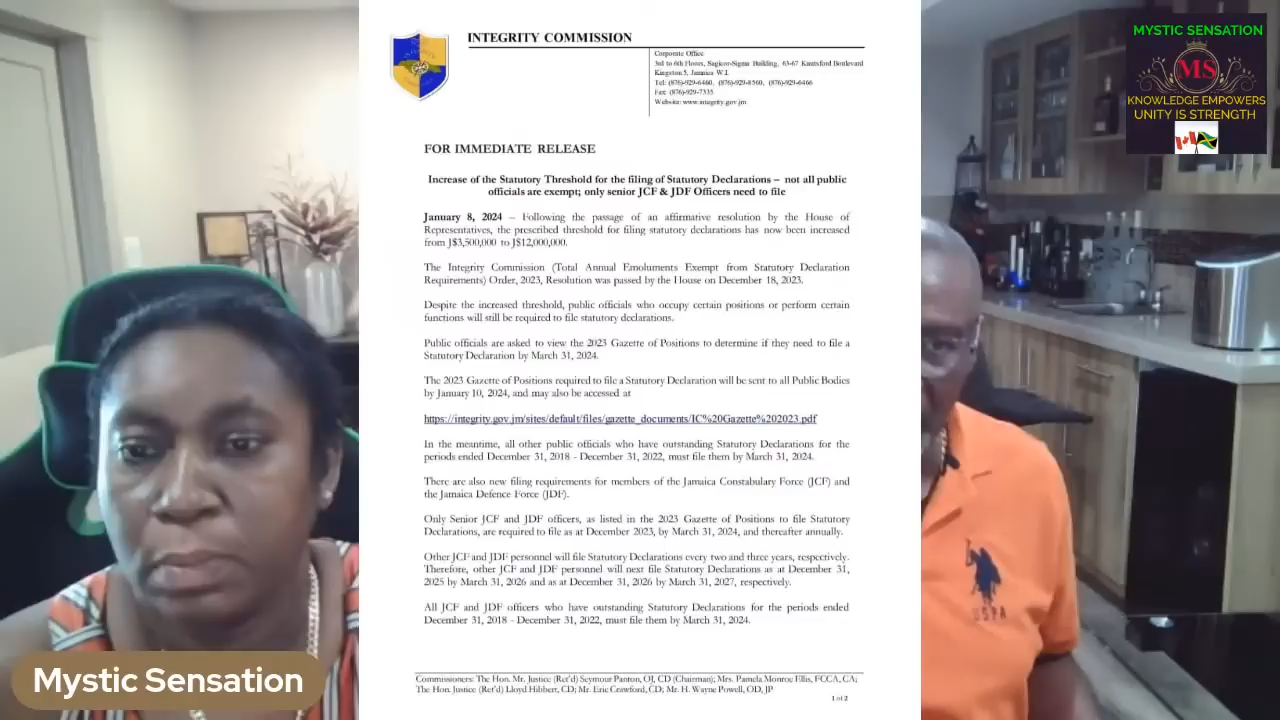 INTEGRITY COMMISSION
Corporate Office
3rd to 6th Floors, Sagicor-Sigma Building, 63-67 Knutsford Boulevard
Kingston 5, Jamaica W.I.
Tel: (876)-929-6460, (876)-929-8560, (876)-929-6466
Fax: (876)-929-7335
Website: www.integrity.gov.jm
FOR IMMEDIATE RELEASE
Increase of the Statutory Threshold for the filing of Statutory Declarations – not all public
officials are exempt; only senior JCF & JDF Officers need to file
January 8, 2024 – Following the passage of an affirmative resolution by the House of
Representatives, the prescribed threshold for filing statutory declarations has now been increased
from J$3,500,000 to J$12,000,000.
The Integrity Commission (Total Annual Emoluments Exempt from Statutory Declaration
Requirements) Order, 2023, Resolution was passed by the House on December 18, 2023.
Despite the increased threshold, public officials who occupy certain positions or perform certain
functions will still be required to file statutory declarations.
Public officials are asked to view the 2023 Gazette of Positions to determine if they need to file a
Statutory Declaration by March 31, 2024.
The 2023 Gazette of Positions required to file a Statutory Declaration will be sent to all Public Bodies
by January 10, 2024, and may also be accessed at
https://integrity.gov.jm/sites/default/files/gazette_documents/IC%20Gazette%202023.pdf
In the meantime, all other public officials who have outstanding Statutory Declarations for the
periods ended December 31, 2018 - December 31, 2022, must file them by March 31, 2024.
There are also new filing requirements for members of the Jamaica Constabulary Force (JCF) and
the Jamaica Defence Force (JDF).
Only Senior JCF and JDF officers, as listed in the 2023 Gazette of Positions to file Statutory
Declarations, are required to file as at December 2023, by March 31, 2024, and thereafter annually.
Other JCF and JDF personnel will file Statutory Declarations every two and three years, respectively.
Therefore, other JCF and JDF personnel will next file Statutory Declarations as at December 31,
2025 by March 31, 2026 and as at December 31, 2026 by March 31, 2027, respectively.
All JCF and JDF officers who have outstanding Statutory Declarations for the periods ended
December 31, 2018 - December 31, 2022, must file them by March 31, 2024.
Commissioners: The Hon. Mr. Justice (Ret'd) Seymour Panton, OJ, CD (Chairman); Mrs. Pamela Monroe Ellis, FCCA, CA;
The Hon. Justice (Ret'd) Lloyd Hibbert, CD; Mr. Eric Crawford, CD; Mr. H. Wayne Powell, OD, JP
1 of 2
MYSTIC SENSATION
MS
KNOWLEDGE EMPOWERS
UNITY IS STRENGTH
USPA
Mystic Sensation